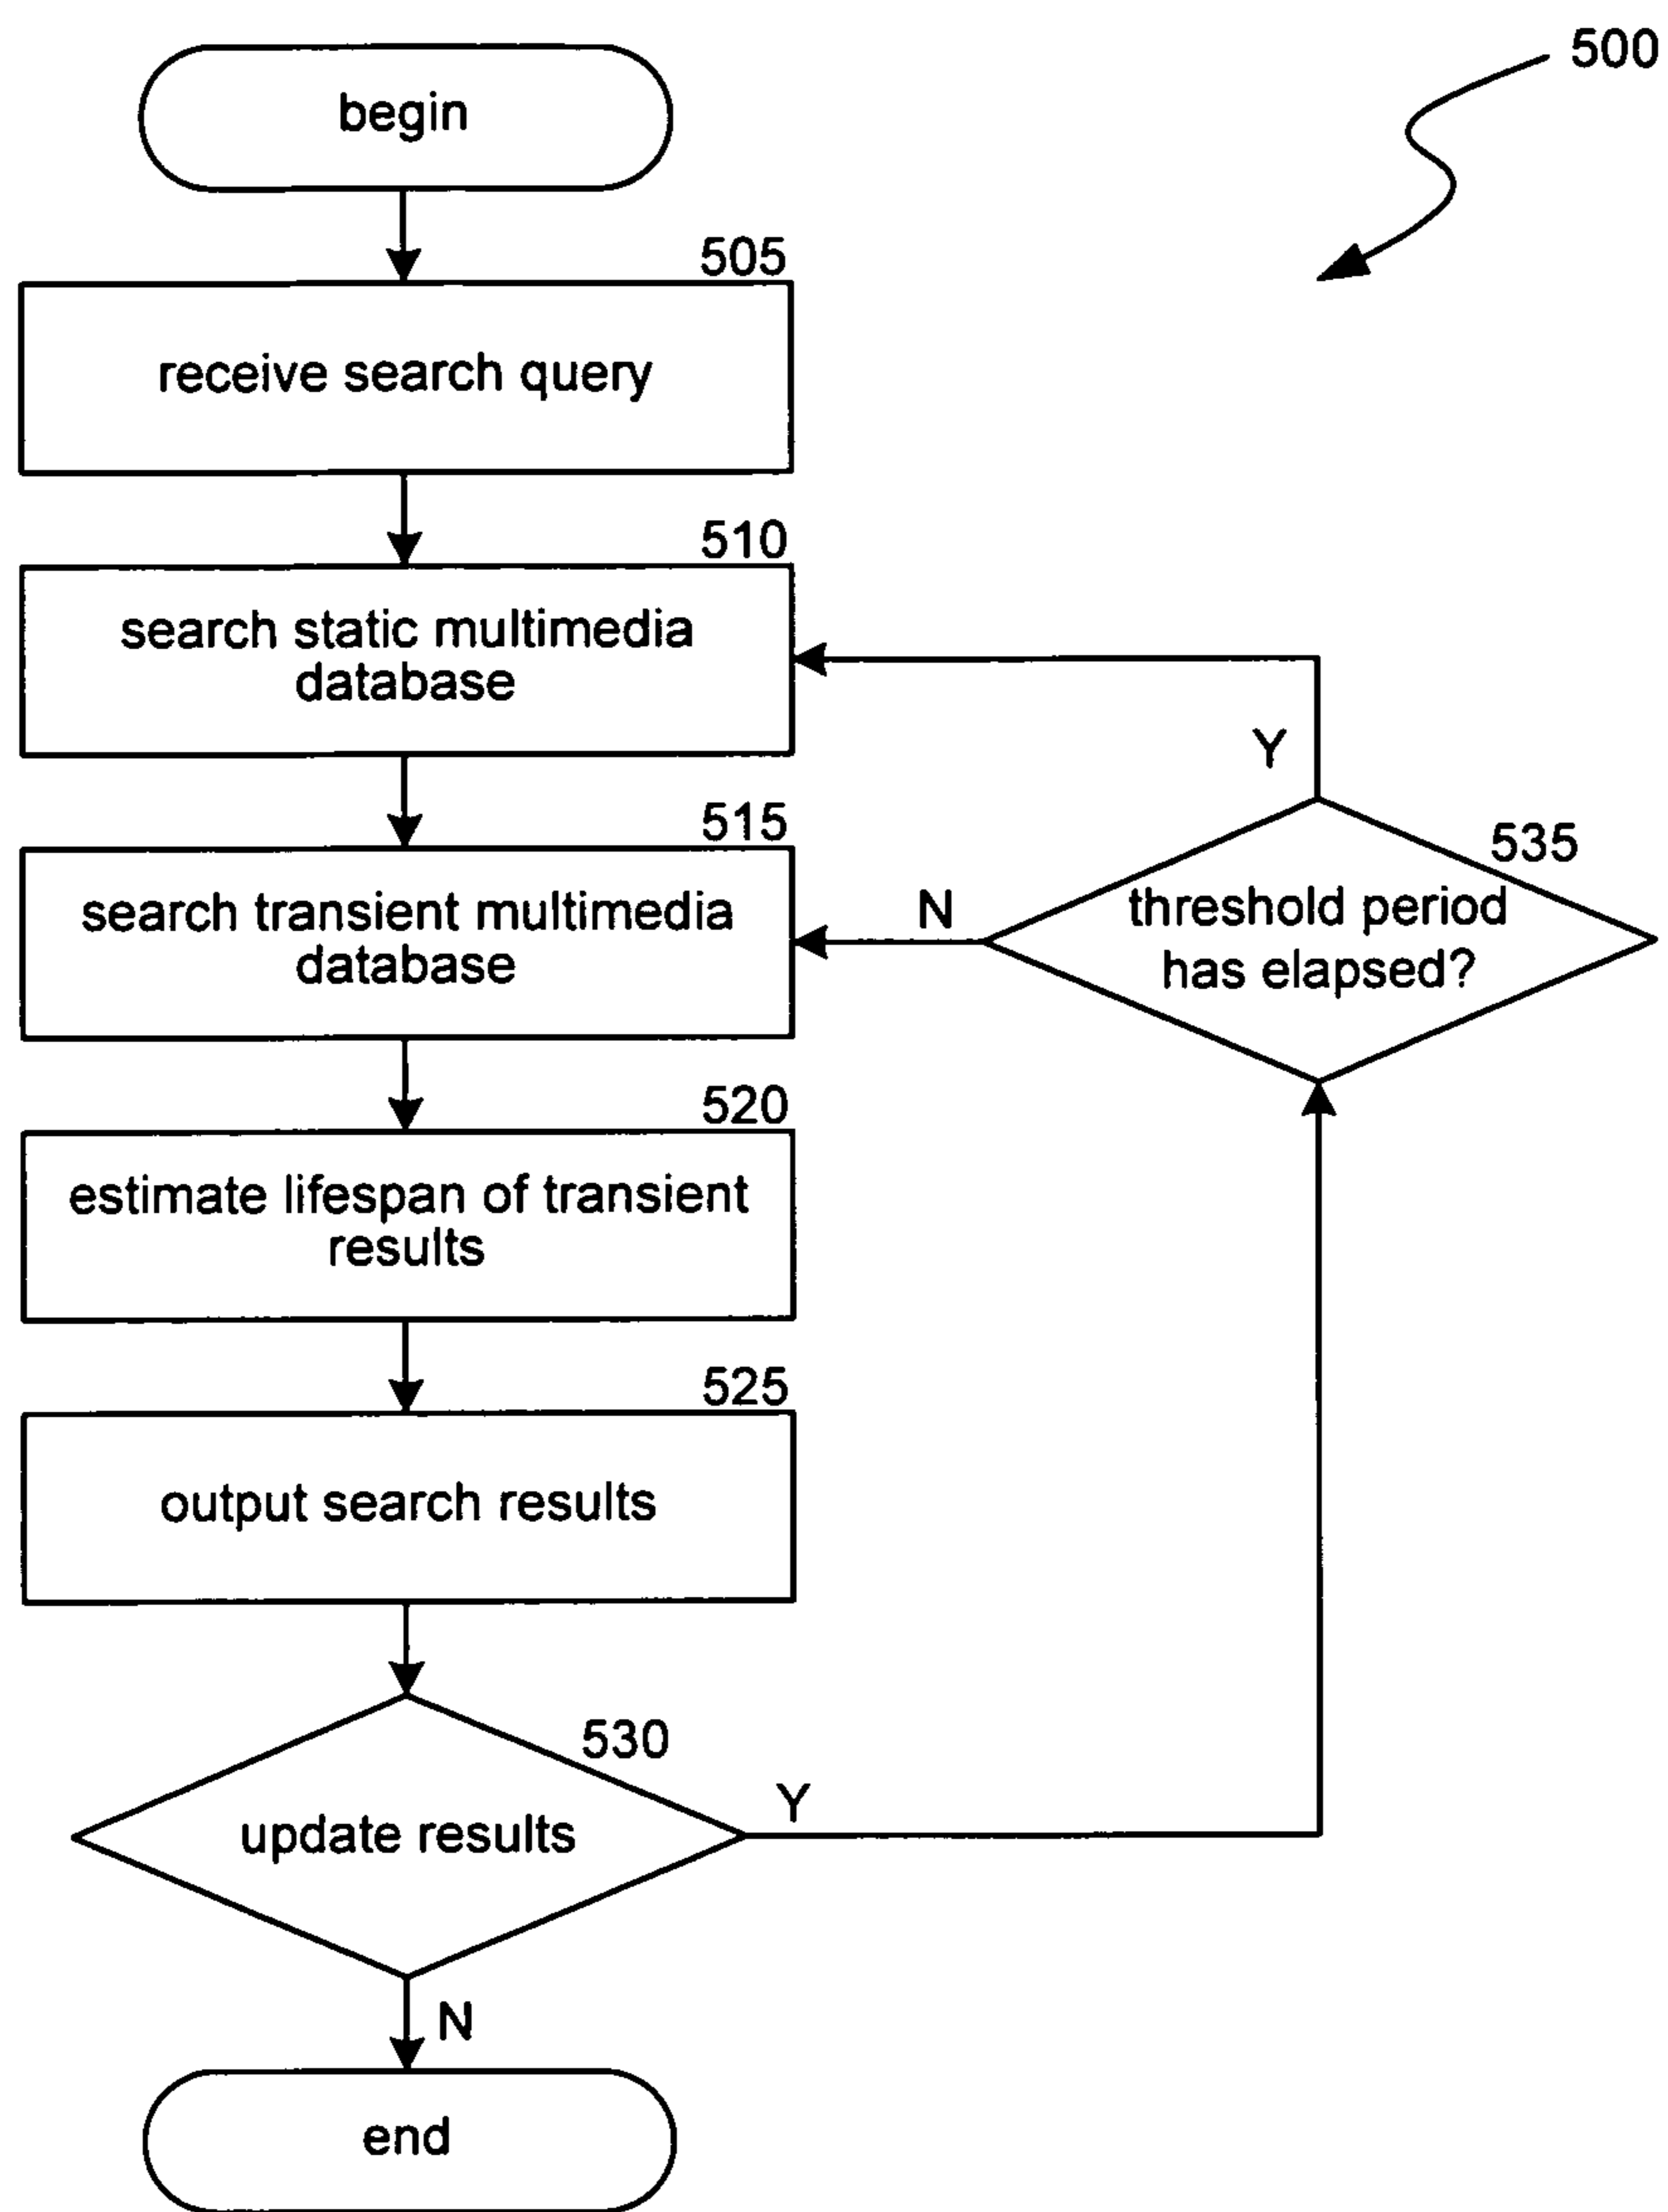 500
begin
505
receive search query
510
search static multimedia
database
Y
515
search transient multimedia
database
N
535
threshold period
has elapsed?
520
estimate lifespan of transient
results
525
output search results
530
update results
Y
N
end